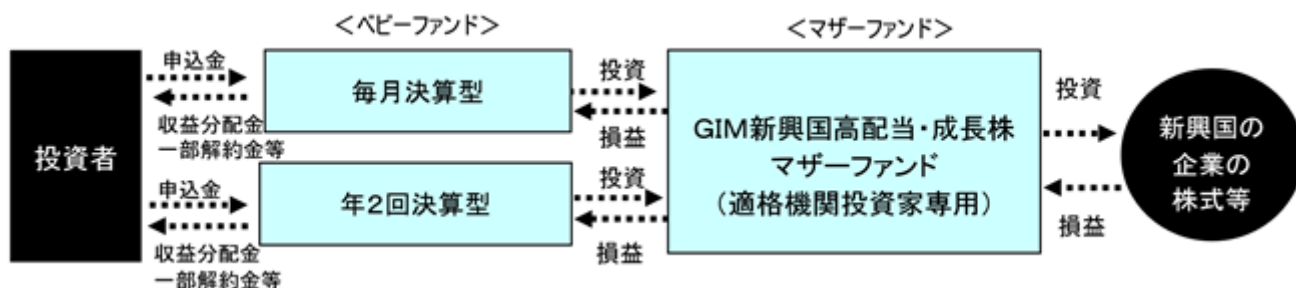 ＜ベビーファンド＞
＜マザーファンド＞
投資者
申込金
収益分配金
一部解約金等
毎月決算型
投資
損益
申込金
収益分配金
一部解約金等
年2回決算型
投資
損益
GIM新興国高配当・成長株
マザーファンド
（適格機関投資家専用）
投資
損益
新興国の
企業の
株式等